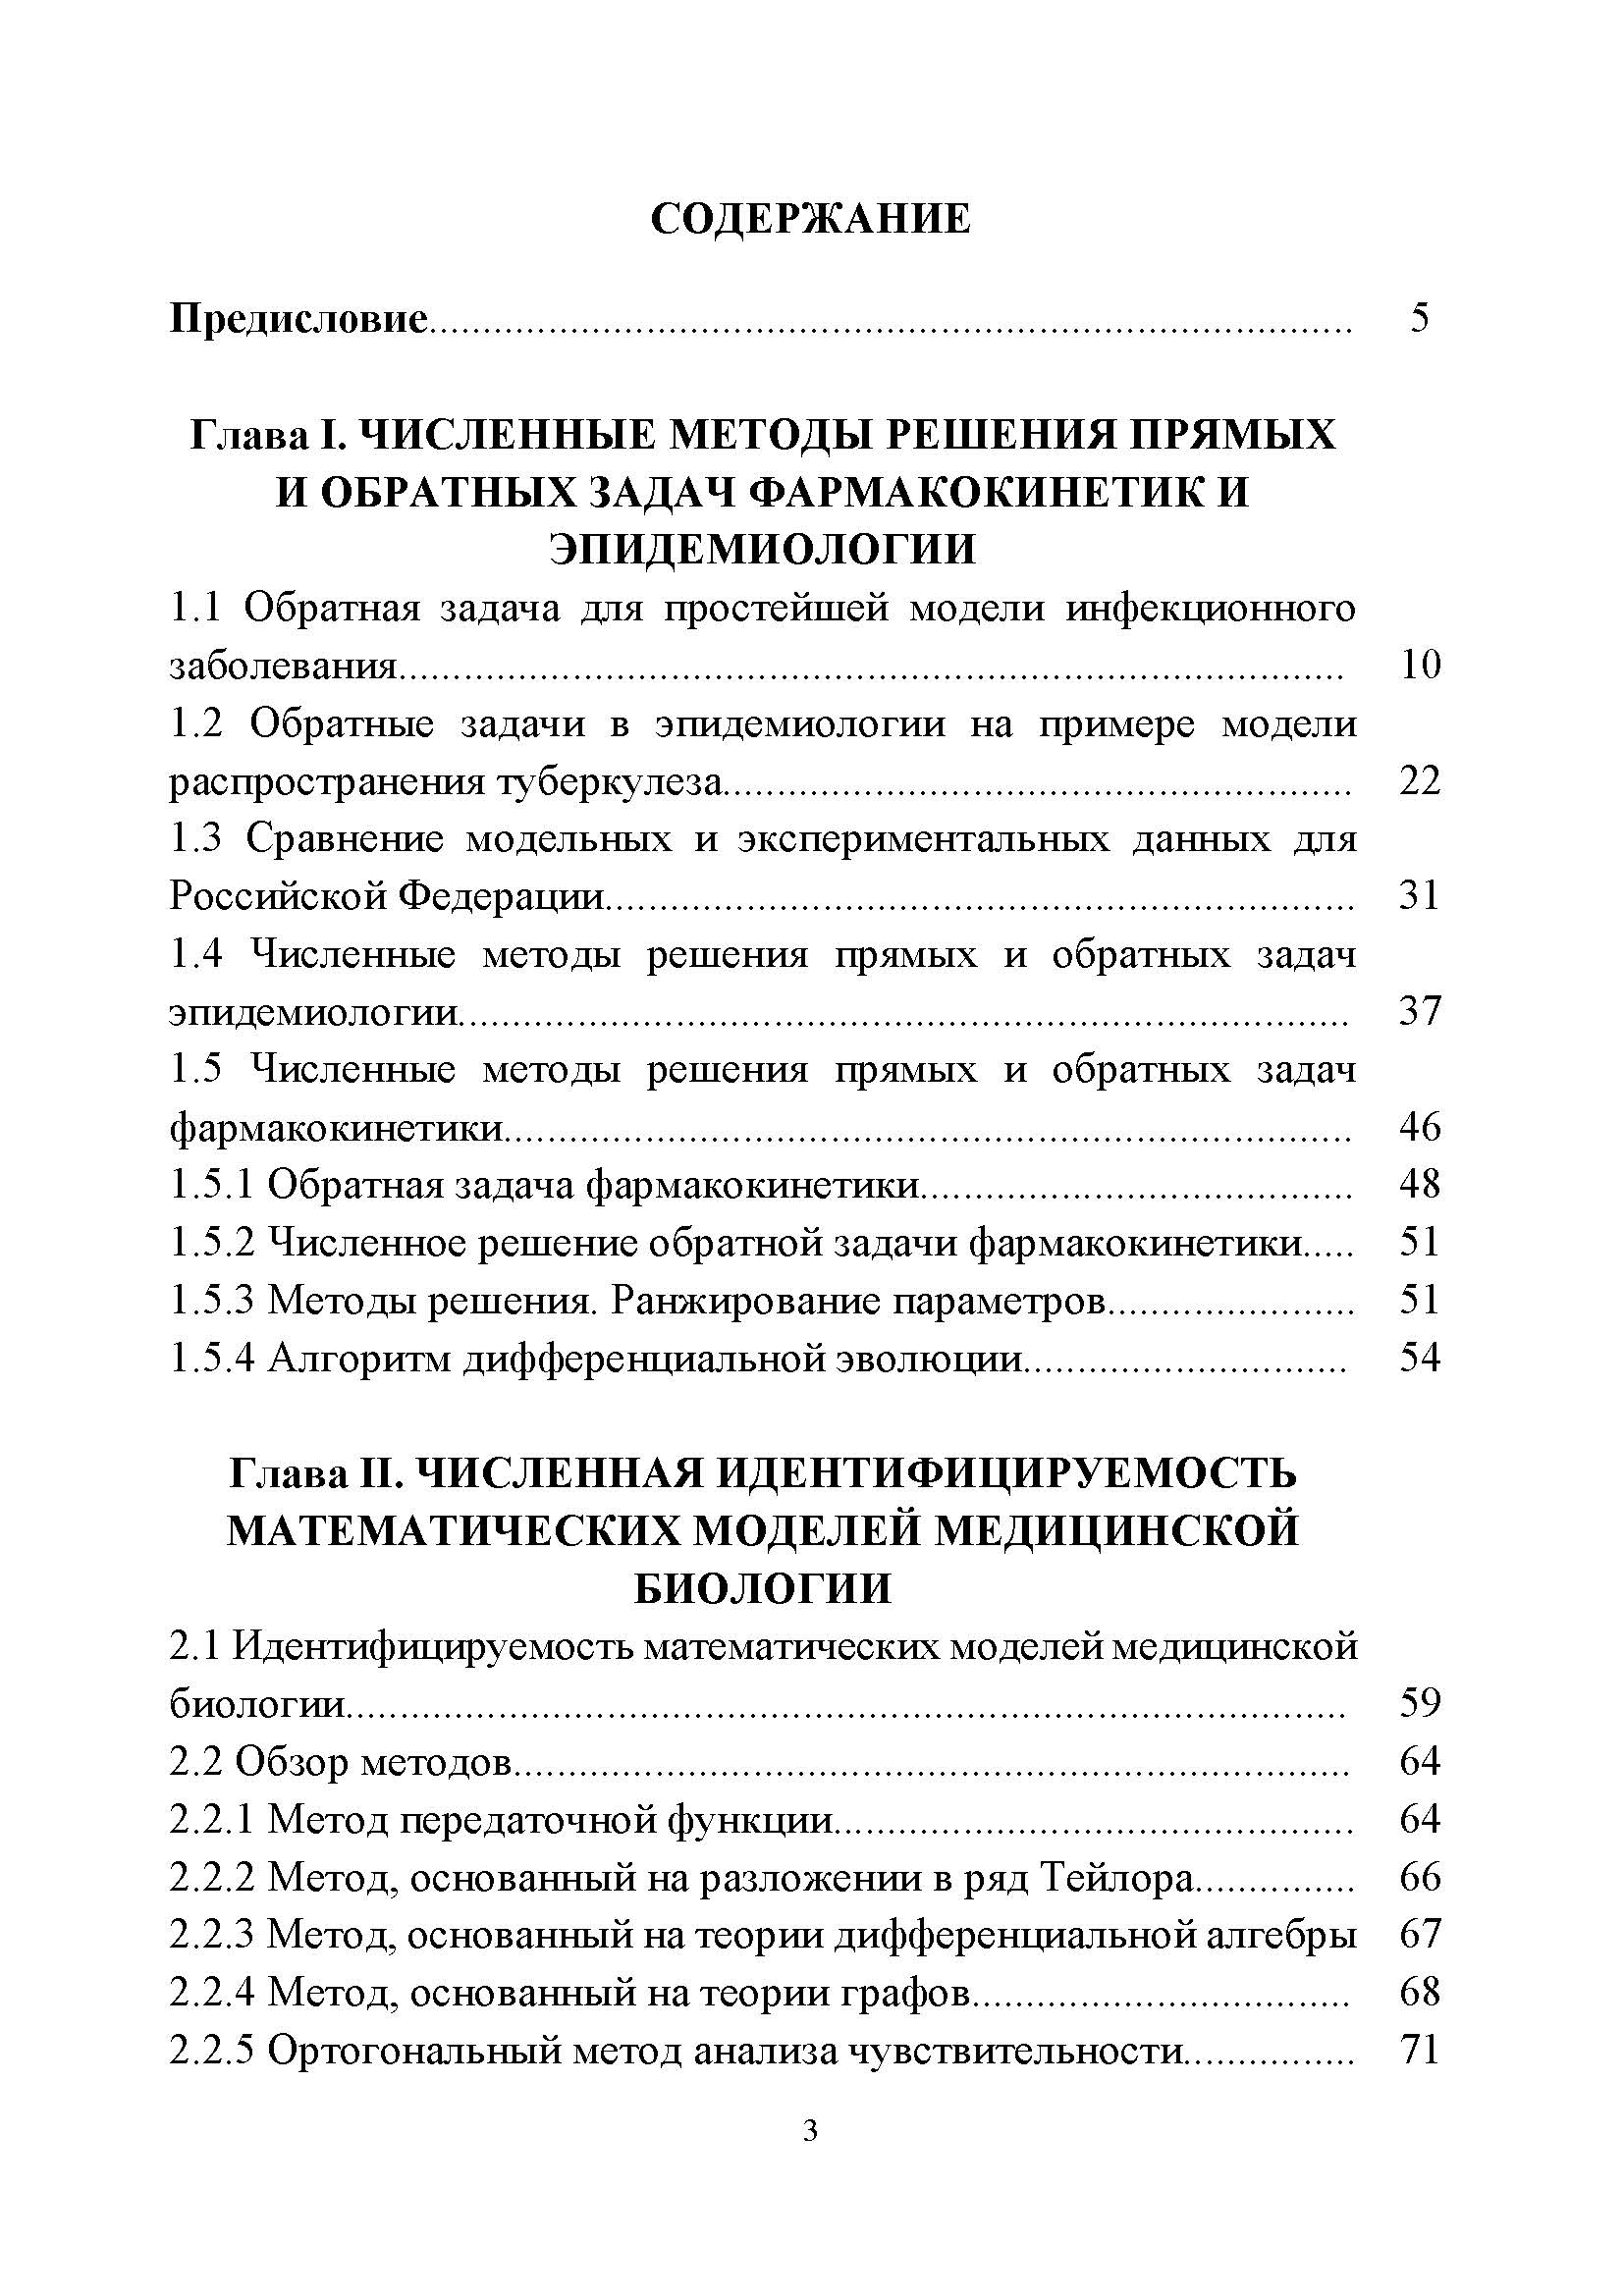 СОДЕРЖАНИЕ
Предисловие.................................................................................... 5
Глава I. ЧИСЛЕННЫЕ МЕТОДЫ РЕШЕНИЯ ПРЯМЫХ
И ОБРАТНЫХ ЗАДАЧ ФАРМАКОКИНЕТИК И
ЭПИДЕМИОЛОГИИ
1.1 Обратная задача для простейшей модели инфекционного
заболевания...................................................................................... 10
1.2 Обратные задачи в эпидемиологии на примере модели
распространения туберкулеза......................................................... 22
1.3 Сравнение модельных и экспериментальных данных для
Российской Федерации.................................................................... 31
1.4 Численные методы решения прямых и обратных задач
эпидемиологии................................................................................. 37
1.5 Численные методы решения прямых и обратных задач
фармакокинетики............................................................................. 46
1.5.1 Обратная задача фармакокинетики........................................ 48
1.5.2 Численное решение обратной задачи фармакокинетики..... 51
1.5.3 Методы решения. Ранжирование параметров....................... 51
1.5.4 Алгоритм дифференциальной эволюции.............................. 54
Глава II. ЧИСЛЕННАЯ ИДЕНТИФИЦИРУЕМОСТЬ
МАТЕМАТИЧЕСКИХ МОДЕЛЕЙ МЕДИЦИНСКОЙ
БИОЛОГИИ
2.1 Идентифицируемость математических моделей медицинской
биологии........................................................................................... 59
2.2 Обзор методов............................................................................ 64
2.2.1 Метод передаточной функции................................................ 64
2.2.2 Метод, основанный на разложении в ряд Тейлора............... 66
2.2.3 Метод, основанный на теории дифференциальной алгебры 67
2.2.4 Метод, основанный на теории графов................................... 68
2.2.5 Ортогональный метод анализа чувствительности................ 71
3